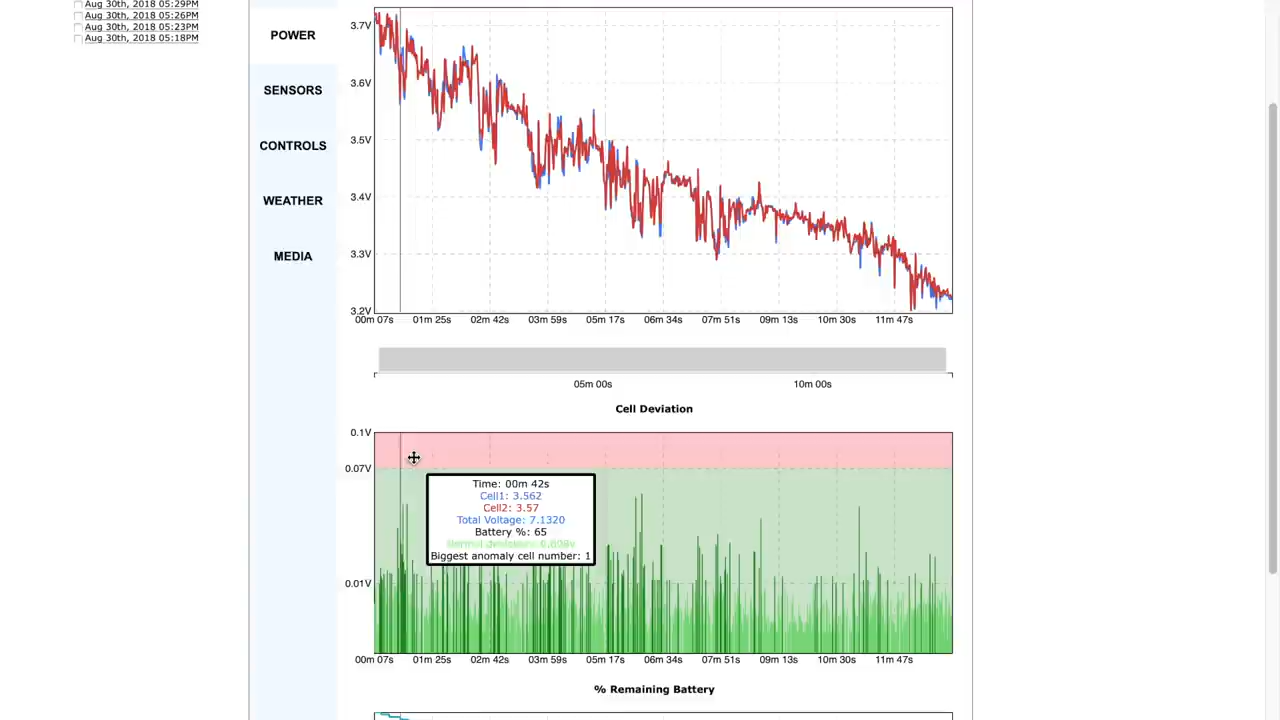 Aug 30th, 2018 05:29PM
Aug 30th, 2018 05:26PM
Aug 30th, 2018 05:23PM
Aug 30th, 2018 05:18PM
POWER
SENSORS
CONTROLS
WEATHER
MEDIA
3.7V
3.6V
3.5V
3.4V
3.3V
3.2V
00m 07s 01m 25s 02m 42s 03m 59s 05m 17s 06m 34s 07m 51s 09m 13s 10m 30s 11m 47s
05m 00s 10m 00s
Cell Deviation
0.1V
0.07V
0.01V
Time: 00m 42s
Cell1: 3.562
Cell2: 3.57
Total Voltage: 7.1320
Battery %: 65
Normal deviation: 0.008v
Biggest anomaly cell number: 1
00m 07s 01m 25s 02m 42s 03m 59s 05m 17s 06m 34s 07m 51s 09m 13s 10m 30s 11m 47s
% Remaining Battery